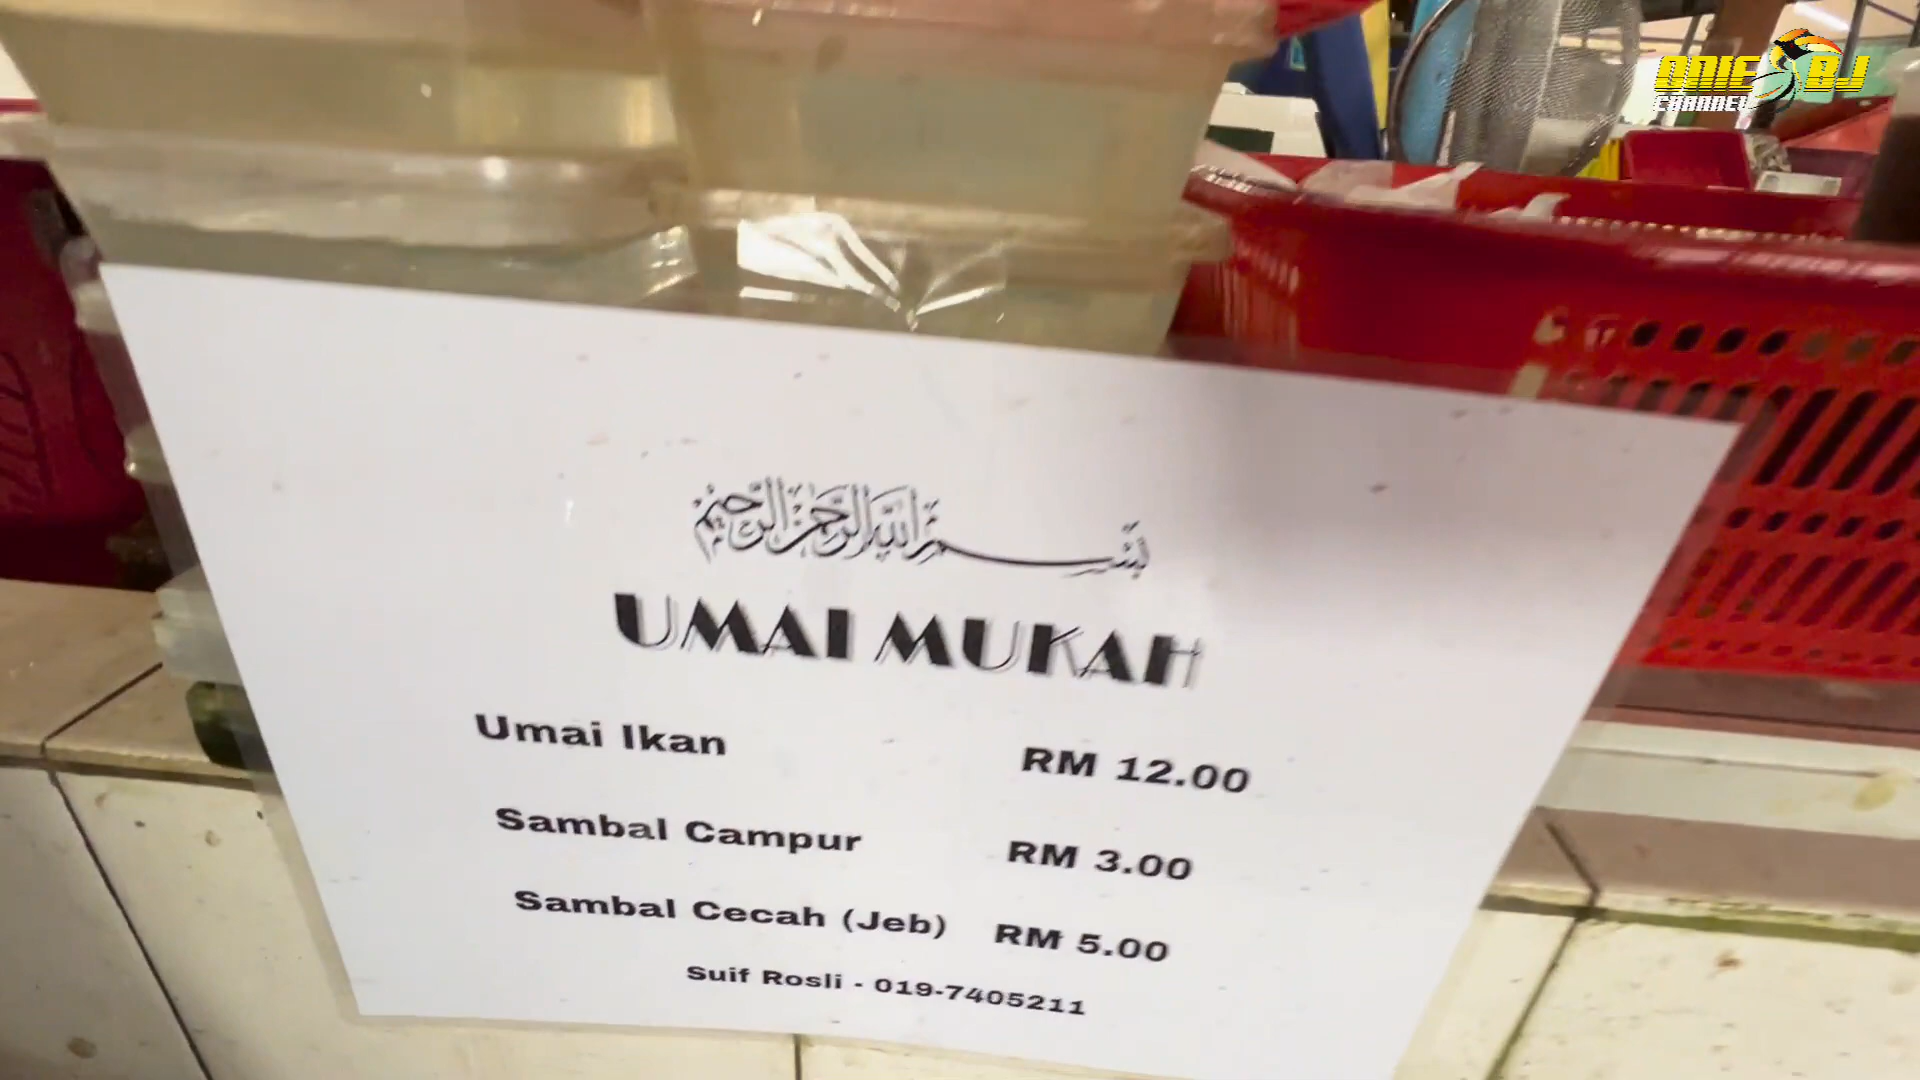 ONIE BJ
CHANNEL
بسم الله الرحمن الرحيم
UMAI MUKAH
Umai Ikan RM 12.00
Sambal Campur RM 3.00
Sambal Cecah (Jeb) RM 5.00
Suif Rosli - 019-7405211